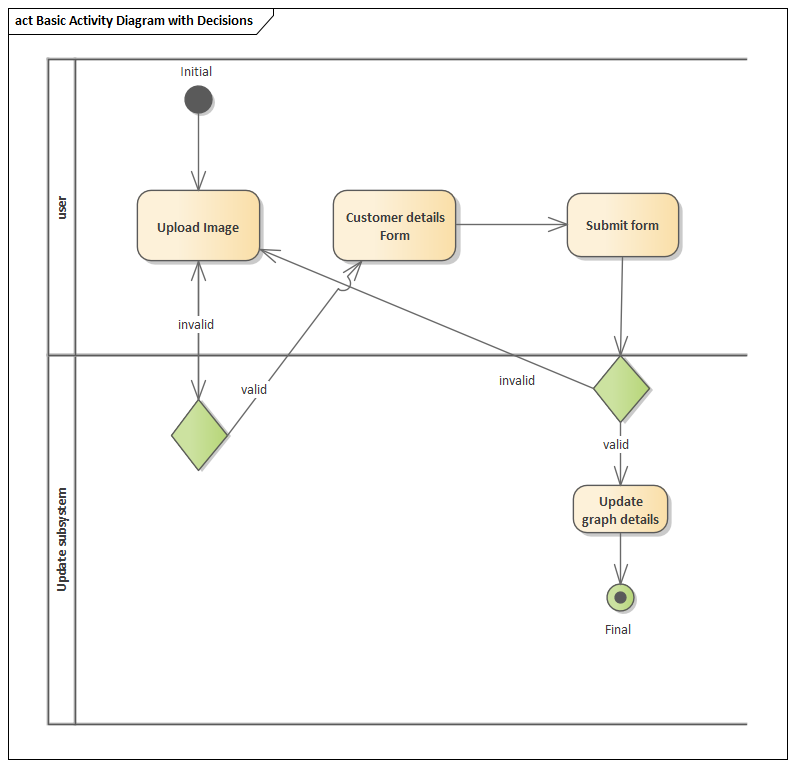 act Basic Activity Diagram with Decisions
Initial
user
Upload Image
Customer details
Form
Submit form
invalid
valid
invalid
valid
Update subsystem
Update
graph details
Final